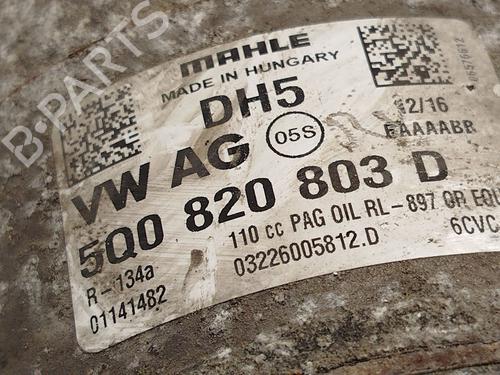 B-PARTS
MAHLE
MADE IN HUNGARY
DH5
12/16
05S
EAAAABR
VW AG
5Q0 820 803 D
110 cc PAG OIL RL-897 OR EQU
R-134a
03226005812.D
6CVC
01141482